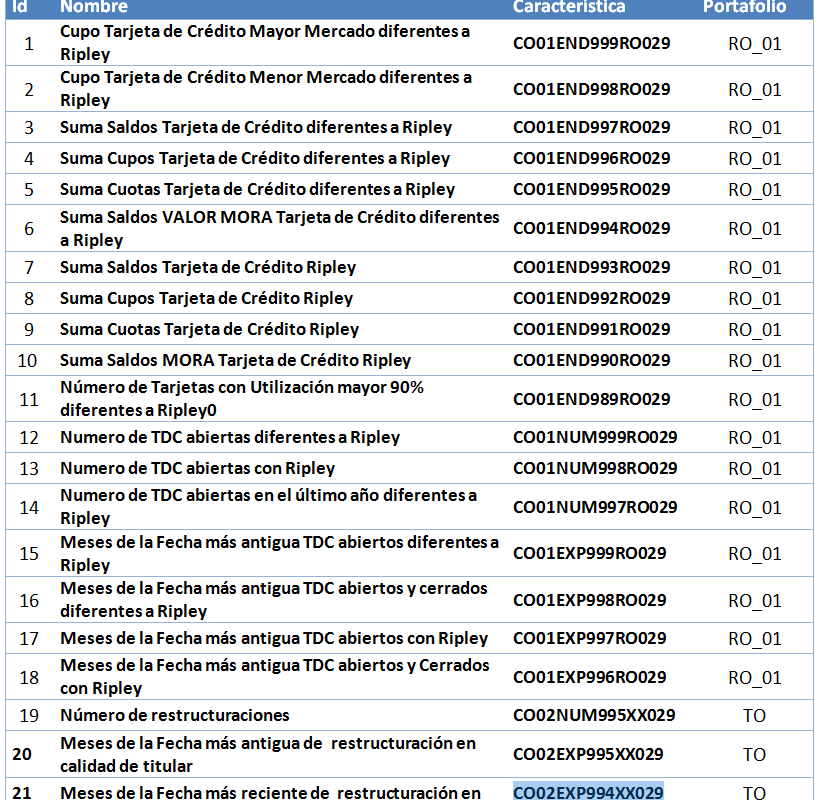 Id Nombre Característica Portafolio
1 Cupo Tarjeta de Crédito Mayor Mercado diferentes a Ripley CO01END999RO029 RO_01
2 Cupo Tarjeta de Crédito Menor Mercado diferentes a Ripley CO01END998RO029 RO_01
3 Suma Saldos Tarjeta de Crédito diferentes a Ripley CO01END997RO029 RO_01
4 Suma Cupos Tarjeta de Crédito diferentes a Ripley CO01END996RO029 RO_01
5 Suma Cuotas Tarjeta de Crédito diferentes a Ripley CO01END995RO029 RO_01
6 Suma Saldos VALOR MORA Tarjeta de Crédito diferentes a Ripley CO01END994RO029 RO_01
7 Suma Saldos Tarjeta de Crédito Ripley CO01END993RO029 RO_01
8 Suma Cupos Tarjeta de Crédito Ripley CO01END992RO029 RO_01
9 Suma Cuotas Tarjeta de Crédito Ripley CO01END991RO029 RO_01
10 Suma Saldos MORA Tarjeta de Crédito Ripley CO01END990RO029 RO_01
11 Número de Tarjetas con Utilización mayor 90% diferentes a Ripley0 CO01END989RO029 RO_01
12 Numero de TDC abiertas diferentes a Ripley CO01NUM999RO029 RO_01
13 Numero de TDC abiertas con Ripley CO01NUM998RO029 RO_01
14 Numero de TDC abiertas en el último año diferentes a Ripley CO01NUM997RO029 RO_01
15 Meses de la Fecha más antigua TDC abiertos diferentes a Ripley CO01EXP999RO029 RO_01
16 Meses de la Fecha más antigua TDC abiertos y cerrados diferentes a Ripley CO01EXP998RO029 RO_01
17 Meses de la Fecha más antigua TDC abiertos con Ripley CO01EXP997RO029 RO_01
18 Meses de la Fecha más antigua TDC abiertos y Cerrados con Ripley CO01EXP996RO029 RO_01
19 Número de restructuraciones CO02NUM995XX029 TO
20 Meses de la Fecha más antigua de restructuración en calidad de titular CO02EXP995XX029 TO
21 Meses de la Fecha más reciente de restructuración en CO02EXP994XX029 TO